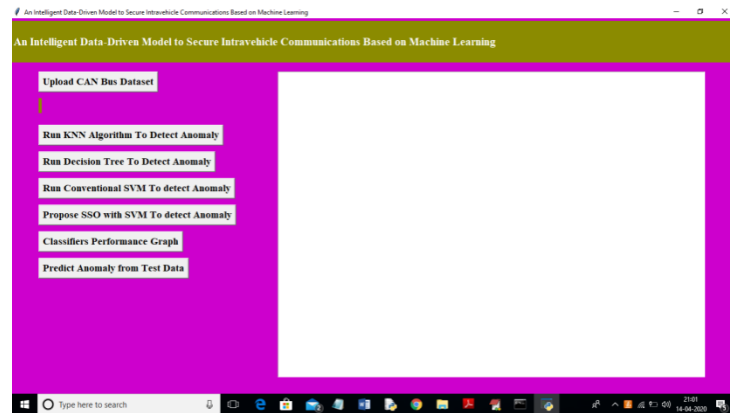 An Intelligent Data-Driven Model to Secure Intravehicle Communications Based on Machine Learning
An Intelligent Data-Driven Model to Secure Intravehicle Communications Based on Machine Learning
Upload CAN Bus Dataset
Run KNN Algorithm To Detect Anomaly
Run Decision Tree To Detect Anomaly
Run Conventional SVM To detect Anomaly
Propose SSO with SVM To detect Anomaly
Classifiers Performance Graph
Predict Anomaly from Test Data
Type here to search
21:01
14-04-2020